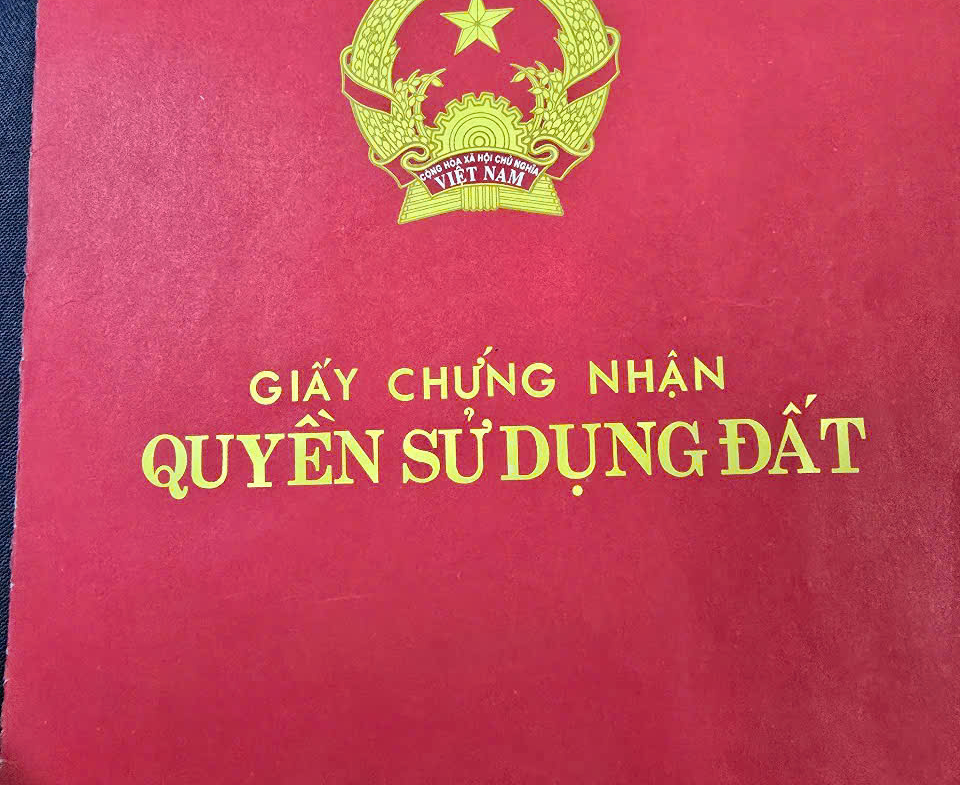 CỘNG HÒA XÃ HỘI CHỦ NGHĨA
VIỆT NAM
GIẤY CHỨNG NHẬN
QUYỀN SỬ DỤNG ĐẤT